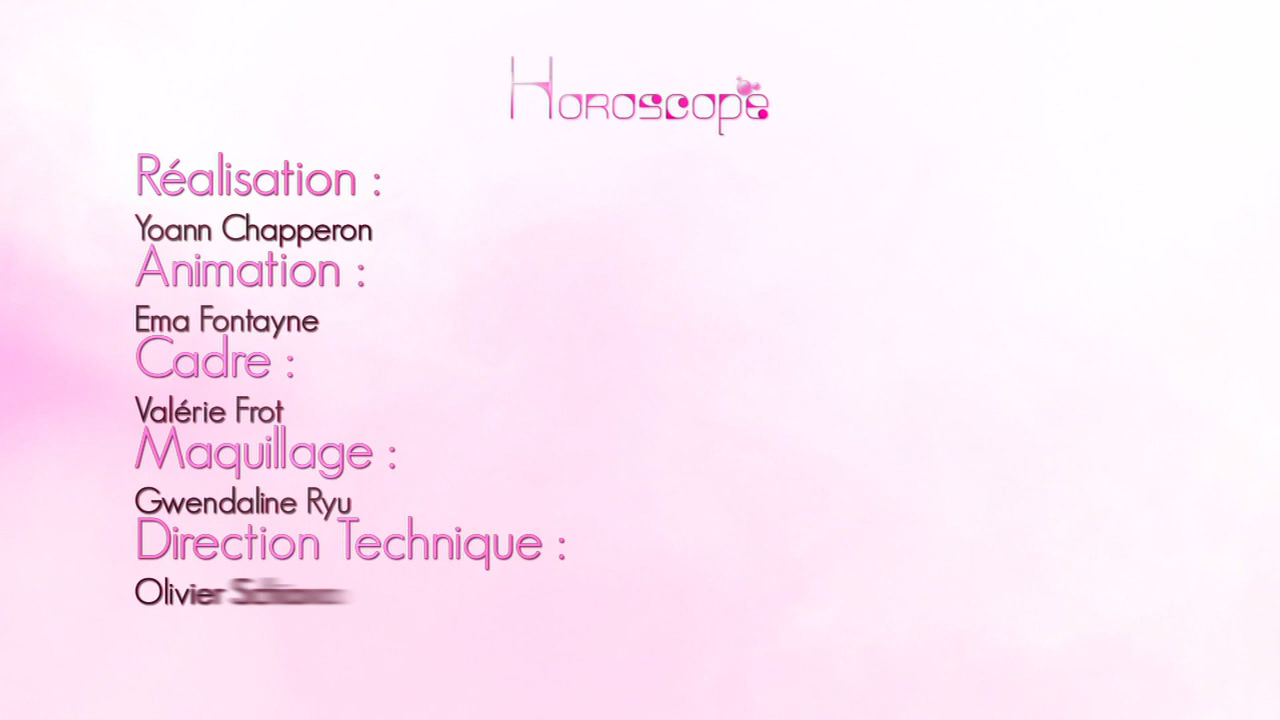 Horoscope
Réalisation :
Yoann Chapperon
Animation :
Ema Fontayne
Cadre :
Valérie Frot
Maquillage :
Gwendaline Ryu
Direction Technique :
Olivier